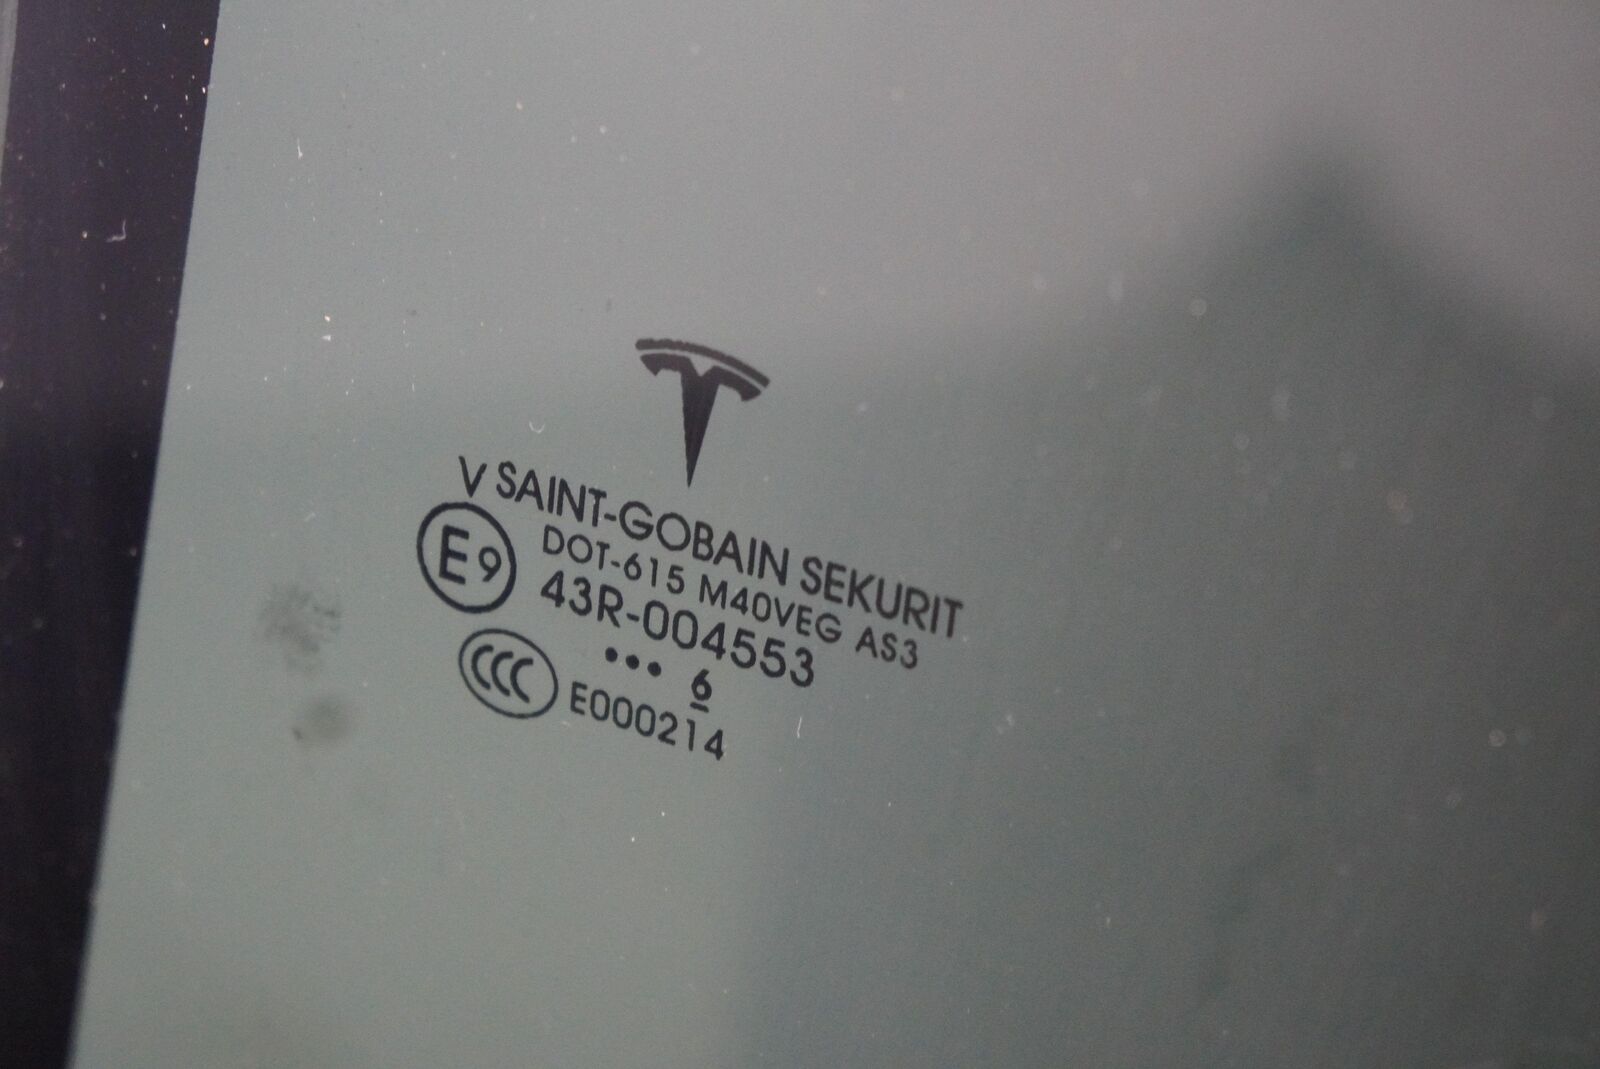 V SAINT-GOBAIN SEKURIT
E9 DOT-615 M40VEG AS3
43R-004553
••• 6
CCC E000214